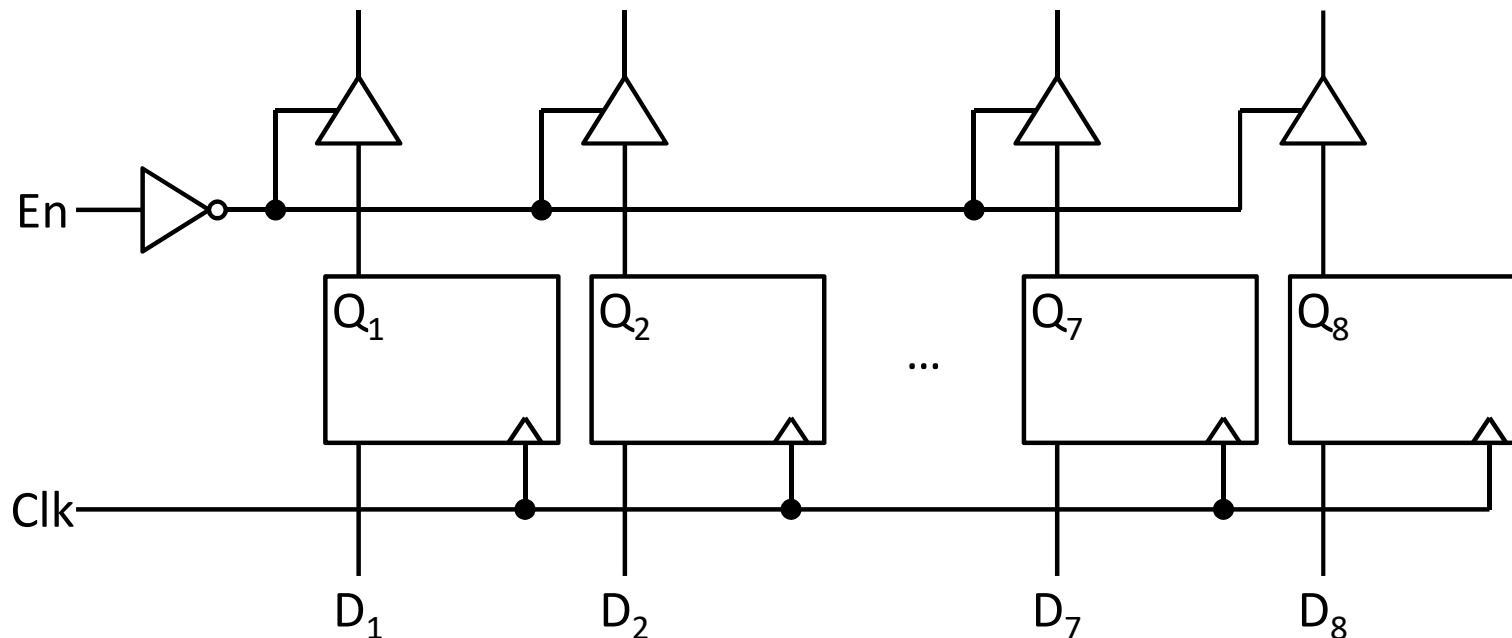 En
Q₁ Q₂ ... Q₇ Q₈
Clk
D₁ D₂ D₇ D₈